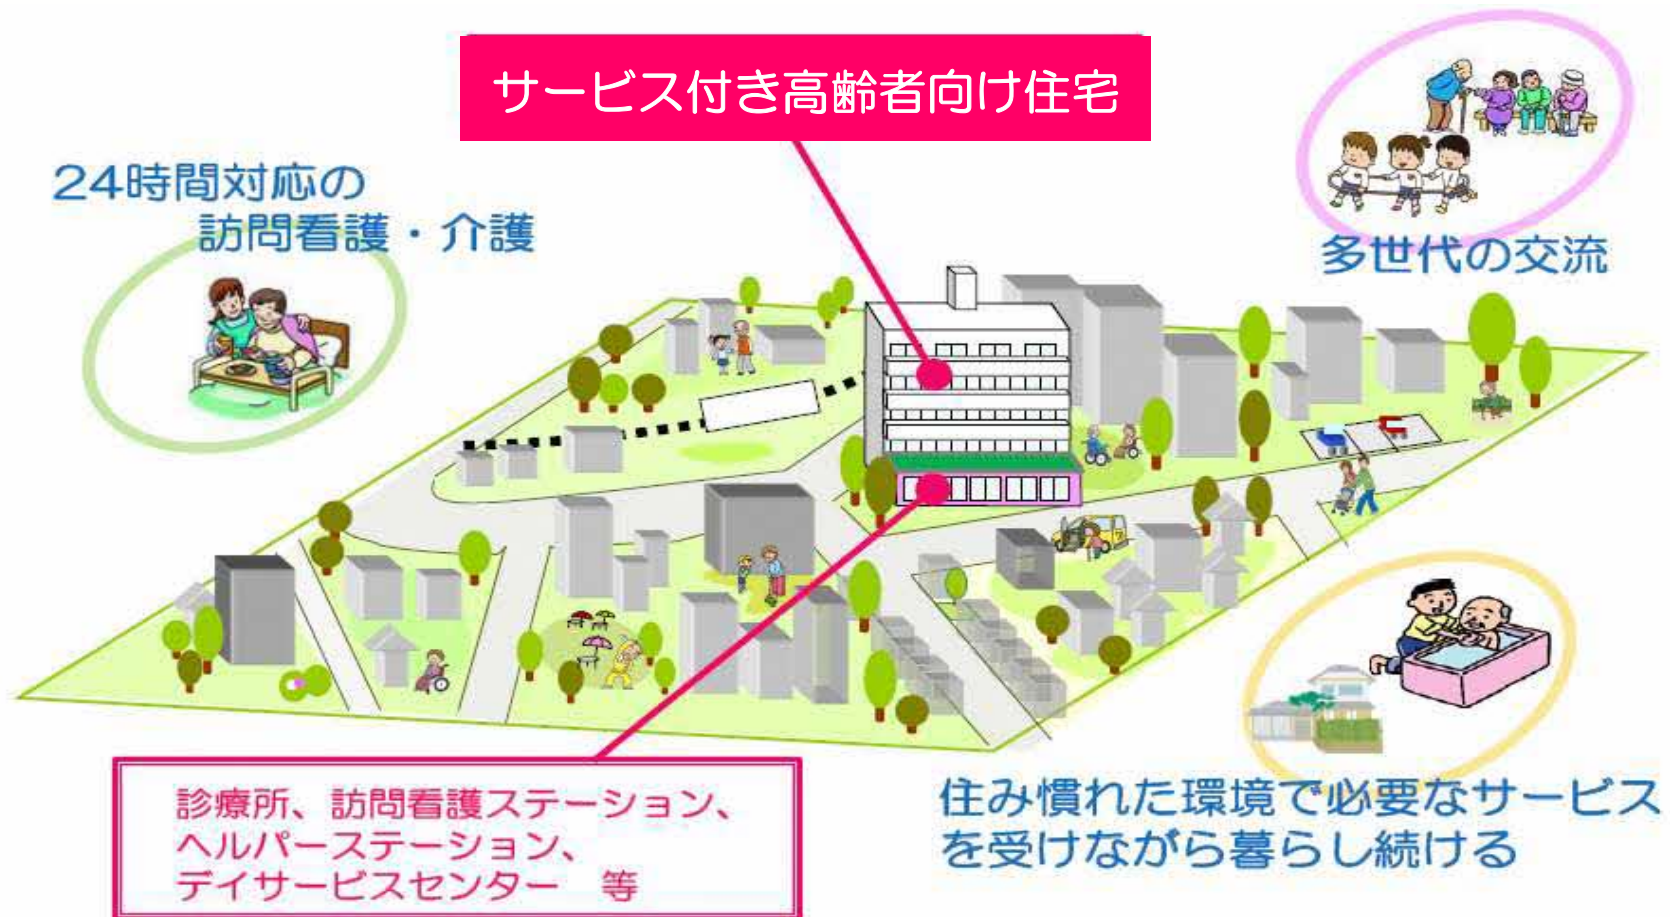 サービス付き高齢者向け住宅
24時間対応の
訪問看護・介護
多世代の交流
診療所、訪問看護ステーション、
ヘルパーステーション、
デイサービスセンター 等
住み慣れた環境で必要なサービス
を受けながら暮らし続ける